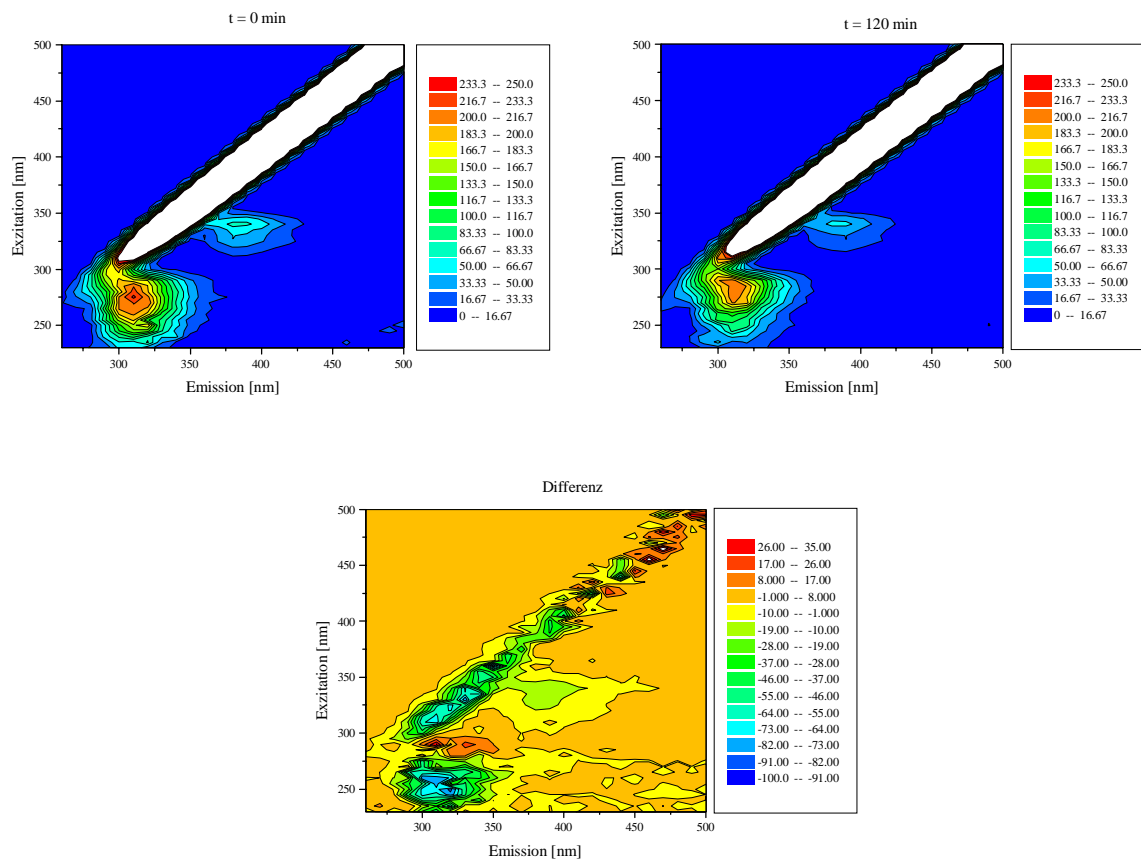 t = 0 min
500
450
400
350
300
250
300
350
400
450
500
Exzitation [nm]
Emission [nm]
233.3 -- 250.0
216.7 -- 233.3
200.0 -- 216.7
183.3 -- 200.0
166.7 -- 183.3
150.0 -- 166.7
133.3 -- 150.0
116.7 -- 133.3
100.0 -- 116.7
83.33 -- 100.0
66.67 -- 83.33
50.00 -- 66.67
33.33 -- 50.00
16.67 -- 33.33
0 -- 16.67
t = 120 min
500
450
400
350
300
250
300
350
400
450
500
Exzitation [nm]
Emission [nm]
233.3 -- 250.0
216.7 -- 233.3
200.0 -- 216.7
183.3 -- 200.0
166.7 -- 183.3
150.0 -- 166.7
133.3 -- 150.0
116.7 -- 133.3
100.0 -- 116.7
83.33 -- 100.0
66.67 -- 83.33
50.00 -- 66.67
33.33 -- 50.00
16.67 -- 33.33
0 -- 16.67
Differenz
500
450
400
350
300
250
300
350
400
450
500
Exzitation [nm]
Emission [nm]
26.00 -- 35.00
17.00 -- 26.00
8.000 -- 17.00
-1.000 -- 8.000
-10.00 -- -1.000
-19.00 -- -10.00
-28.00 -- -19.00
-37.00 -- -28.00
-46.00 -- -37.00
-55.00 -- -46.00
-64.00 -- -55.00
-73.00 -- -64.00
-82.00 -- -73.00
-91.00 -- -82.00
-100.0 -- -91.00